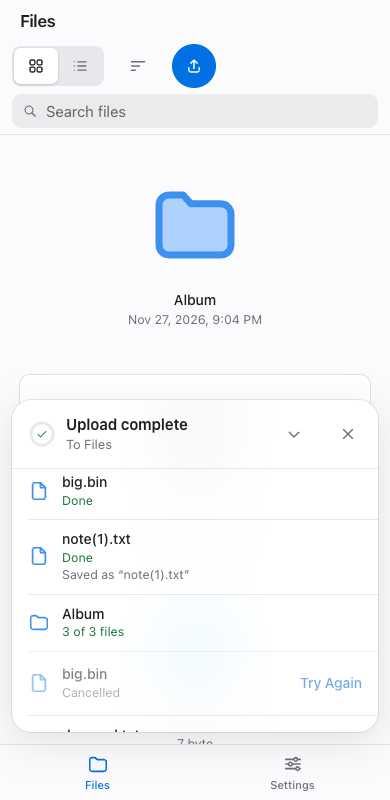 Files
Search files
Album
Nov 27, 2026, 9:04 PM
Upload complete
To Files
big.bin
Done
note(1).txt
Done
Saved as “note(1).txt”
Album
3 of 3 files
big.bin
Cancelled
Try Again
7 byte
Files
Settings